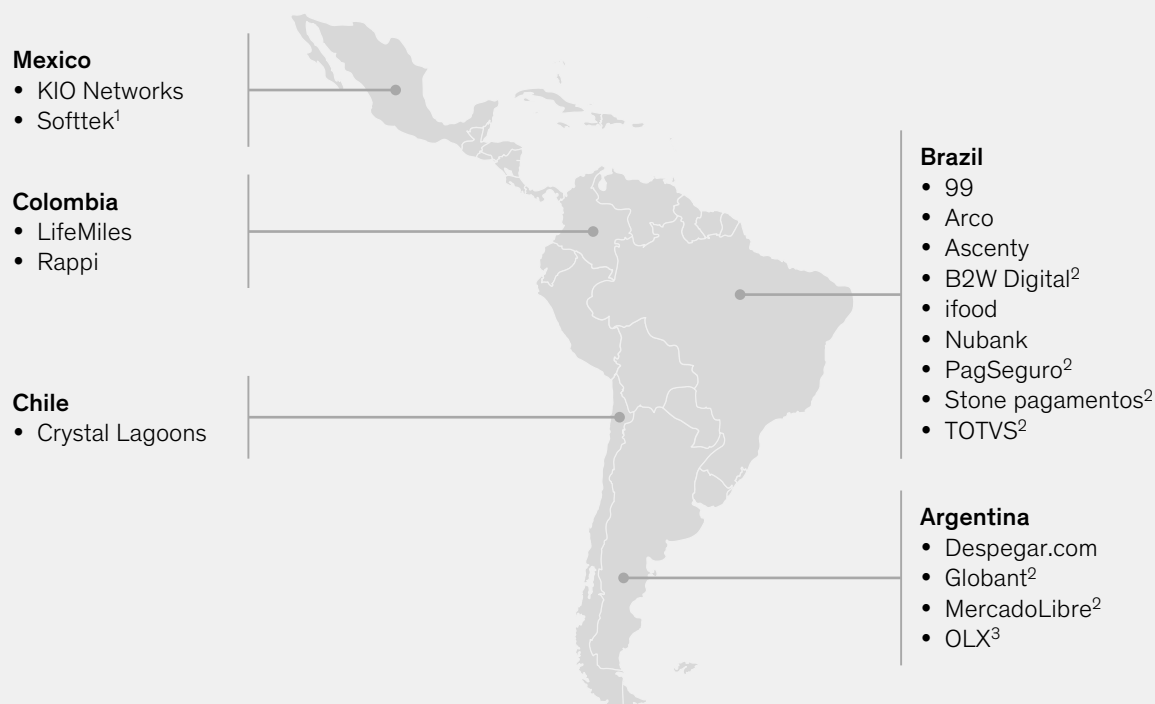 Mexico
• KIO Networks
• Softtek¹
Colombia
• LifeMiles
• Rappi
Chile
• Crystal Lagoons
Brazil
• 99
• Arco
• Ascenty
• B2W Digital²
• ifood
• Nubank
• PagSeguro²
• Stone pagamentos²
• TOTVS²
Argentina
• Despegar.com
• Globant²
• MercadoLibre²
• OLX³